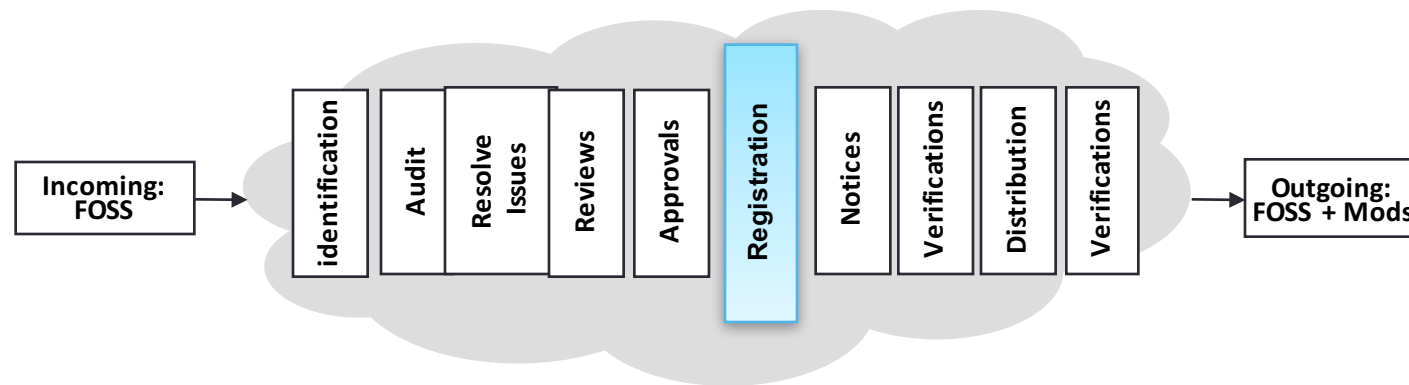 Incoming:
FOSS
identification
Audit
Resolve
Issues
Reviews
Approvals
Registration
Notices
Verifications
Distribution
Verifications
Outgoing:
FOSS + Mods